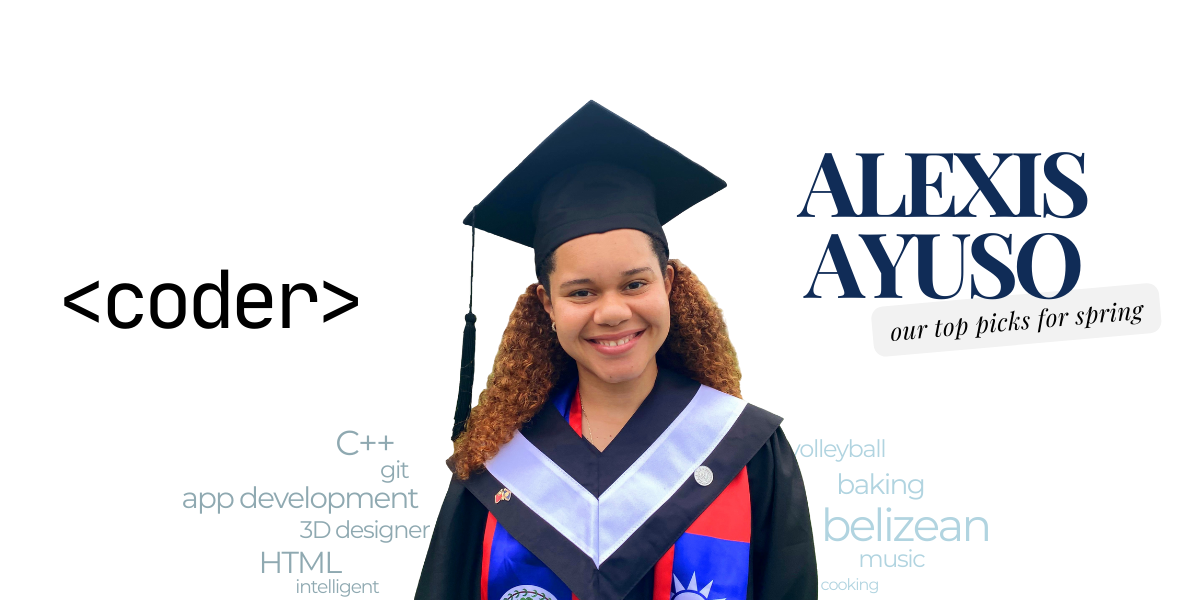 ALEXIS
AYUSO
our top picks for spring
<coder>
C++
git
app development
3D designer
HTML
intelligent
volleyball
baking
belizean
music
cooking